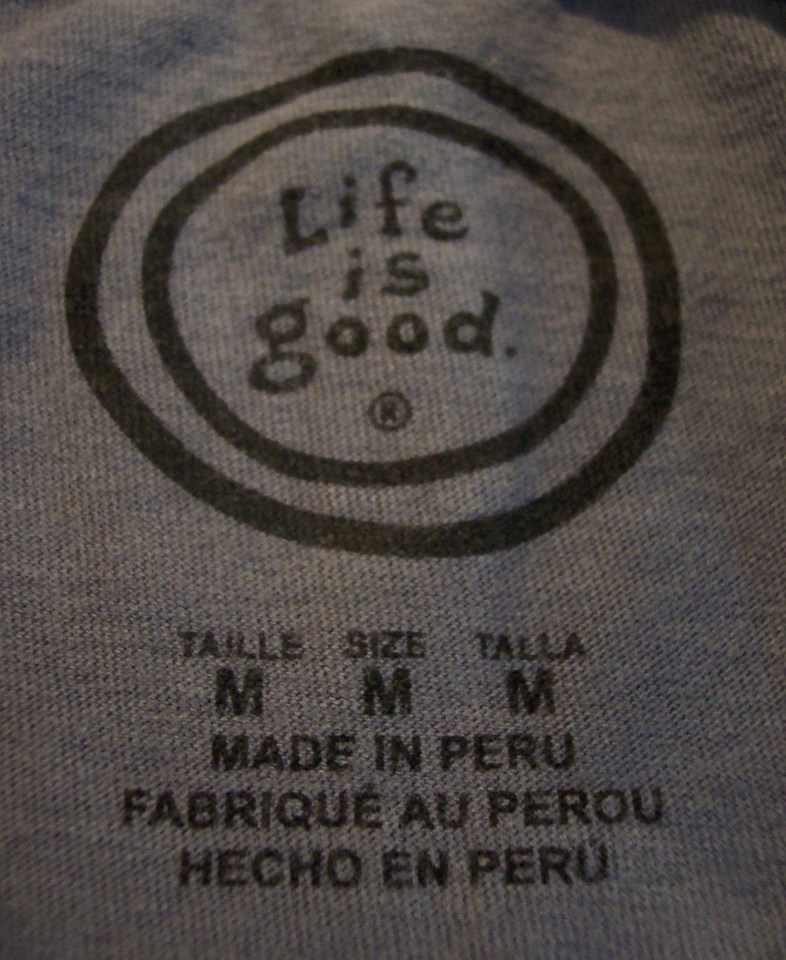 Life
is
good.
®
TAILLE SIZE TALLA
M M M
MADE IN PERU
FABRIQUÉ AU PEROU
HECHO EN PERÚ